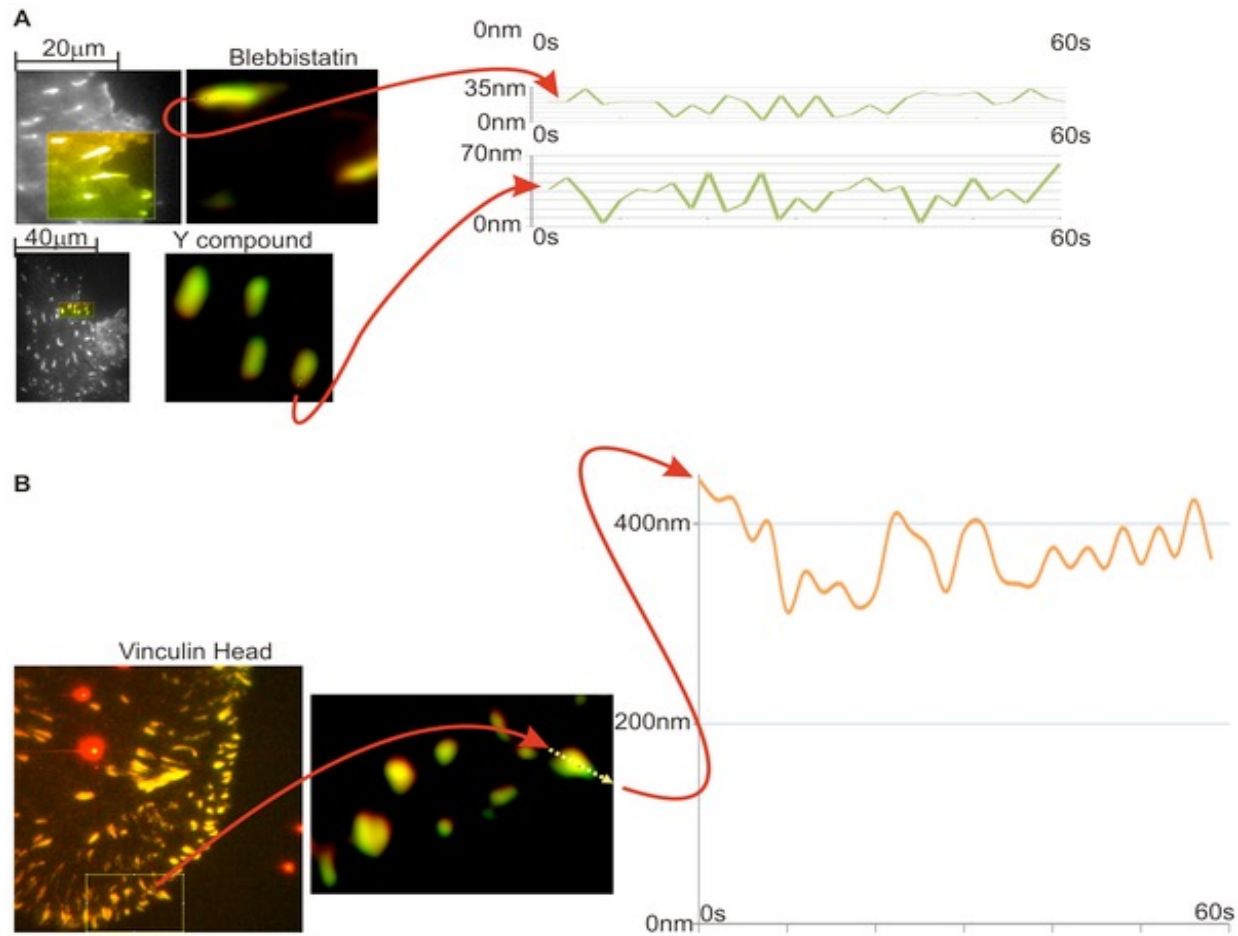 A
20μm
Blebbistatin
0nm
0s
60s
35nm
0nm
0s
60s
70nm
0nm
0s
60s
40μm
Y compound
B
400nm
200nm
0nm
0s
60s
Vinculin Head